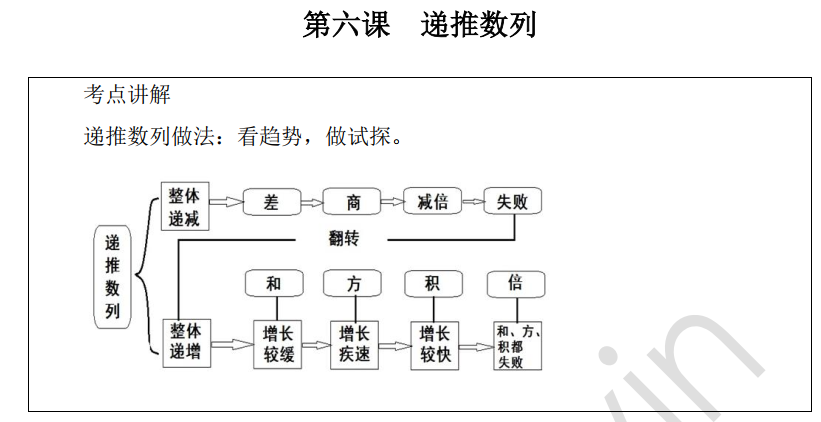 第六课　递推数列
考点讲解
递推数列做法：看趋势，做试探。
整体
递减
差
商
减倍
失败
翻转
递
推
数
列
和
方
积
倍
整体
递增
增长
较缓
增长
疾速
增长
较快
和、方、
积都
失败